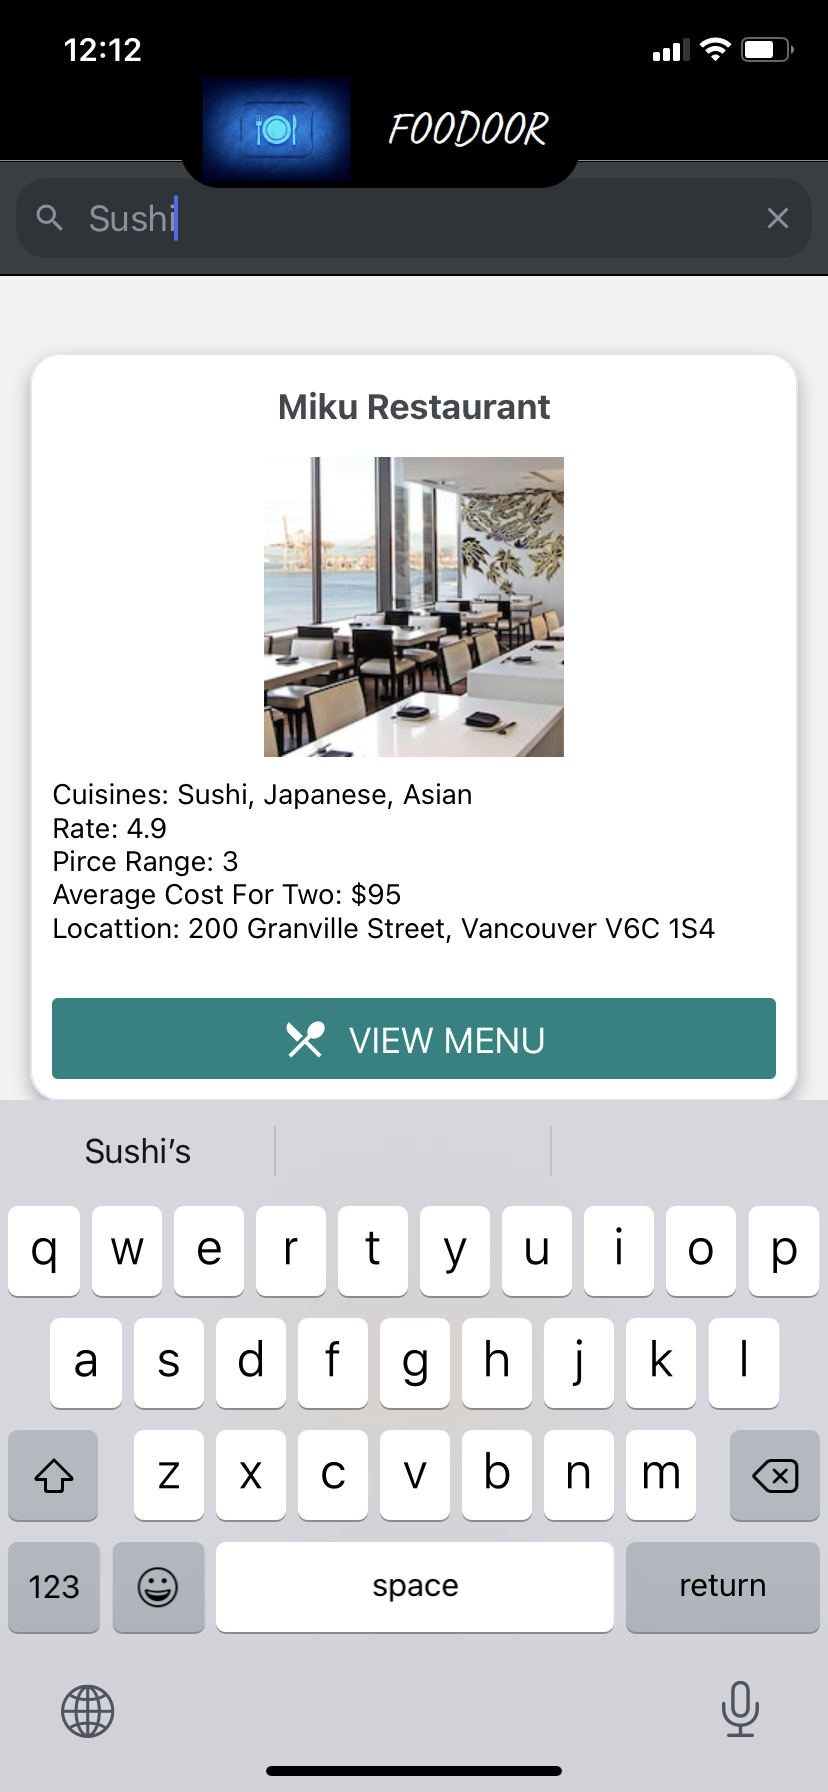 12:12
FOODOOR
Sushi
Miku Restaurant
Cuisines: Sushi, Japanese, Asian
Rate: 4.9
Pirce Range: 3
Average Cost For Two: $95
Locattion: 200 Granville Street, Vancouver V6C 1S4
VIEW MENU
Sushi’s
q w e r t y u i o p
a s d f g h j k l
z x c v b n m
123 space return